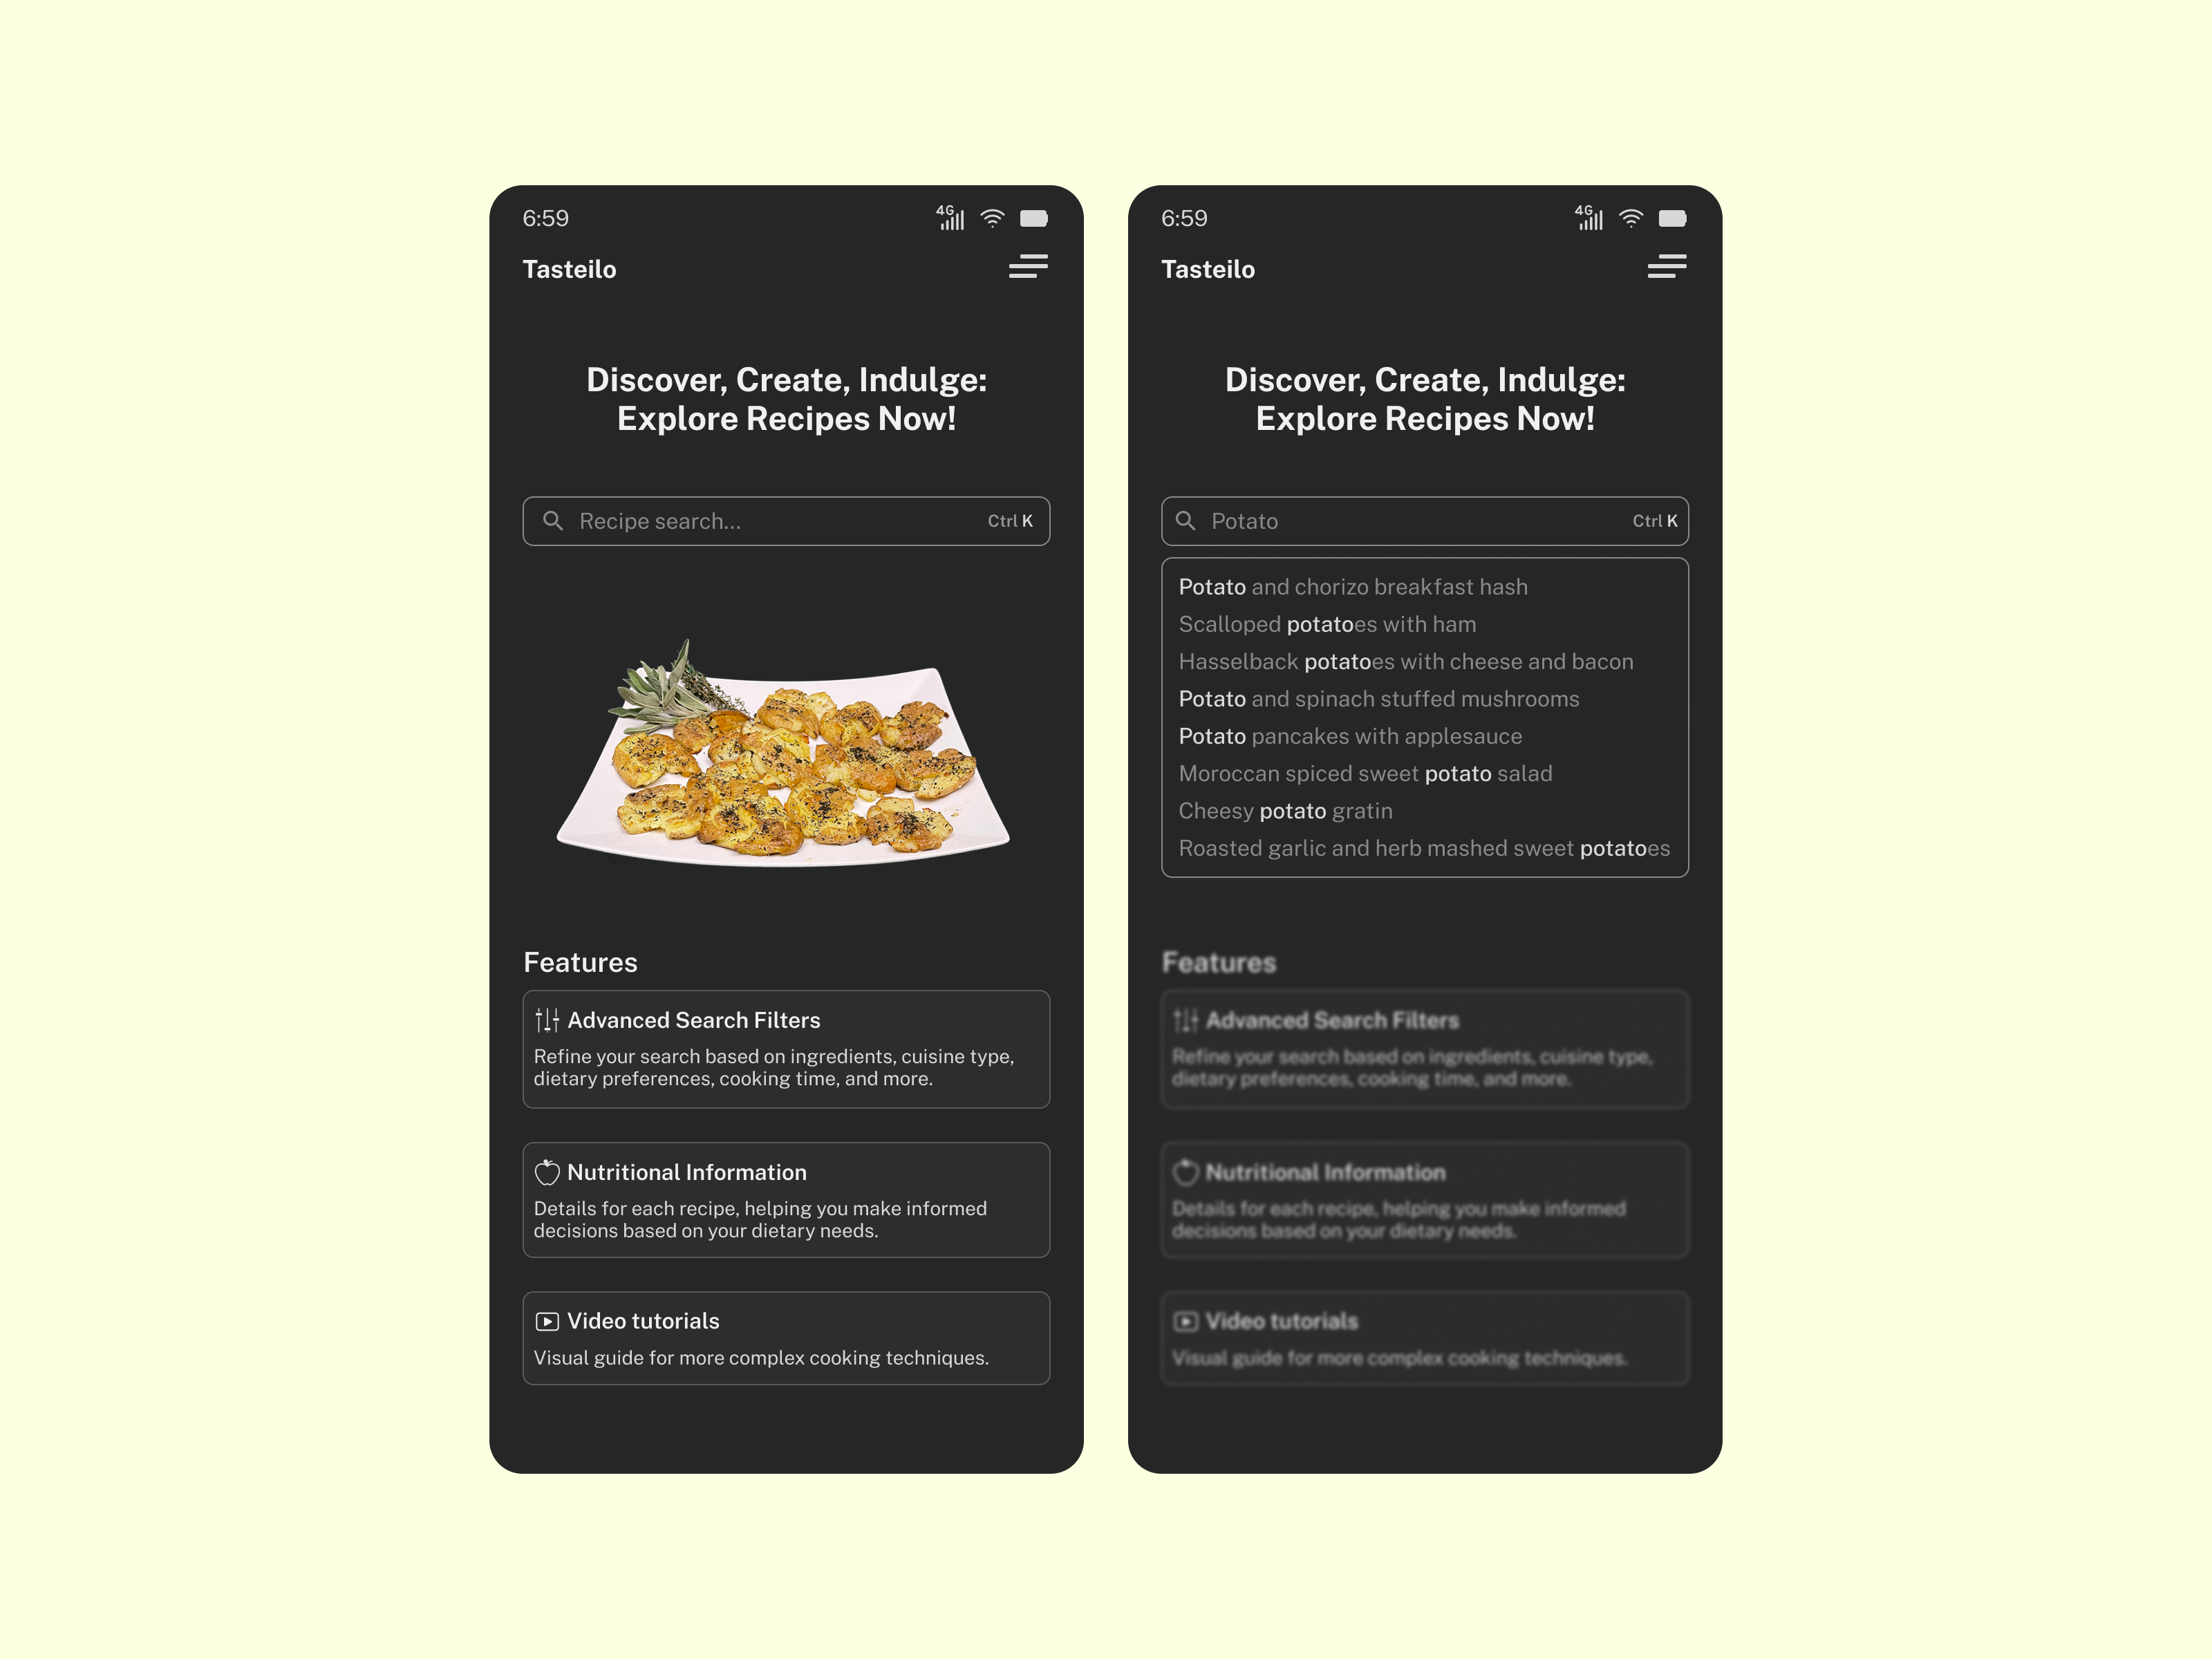 6:59
4G
Tasteilo
Discover, Create, Indulge:
Explore Recipes Now!
Recipe search...
Ctrl K
Features
Advanced Search Filters
Refine your search based on ingredients, cuisine type,
dietary preferences, cooking time, and more.
Nutritional Information
Details for each recipe, helping you make informed
decisions based on your dietary needs.
Video tutorials
Visual guide for more complex cooking techniques.
6:59
4G
Tasteilo
Discover, Create, Indulge:
Explore Recipes Now!
Potato
Ctrl K
Potato and chorizo breakfast hash
Scalloped potatoes with ham
Hasselback potatoes with cheese and bacon
Potato and spinach stuffed mushrooms
Potato pancakes with applesauce
Moroccan spiced sweet potato salad
Cheesy potato gratin
Roasted garlic and herb mashed sweet potatoes
Features
Advanced Search Filters
Refine your search based on ingredients, cuisine type,
dietary preferences, cooking time, and more.
Nutritional Information
Details for each recipe, helping you make informed
decisions based on your dietary needs.
Video tutorials
Visual guide for more complex cooking techniques.